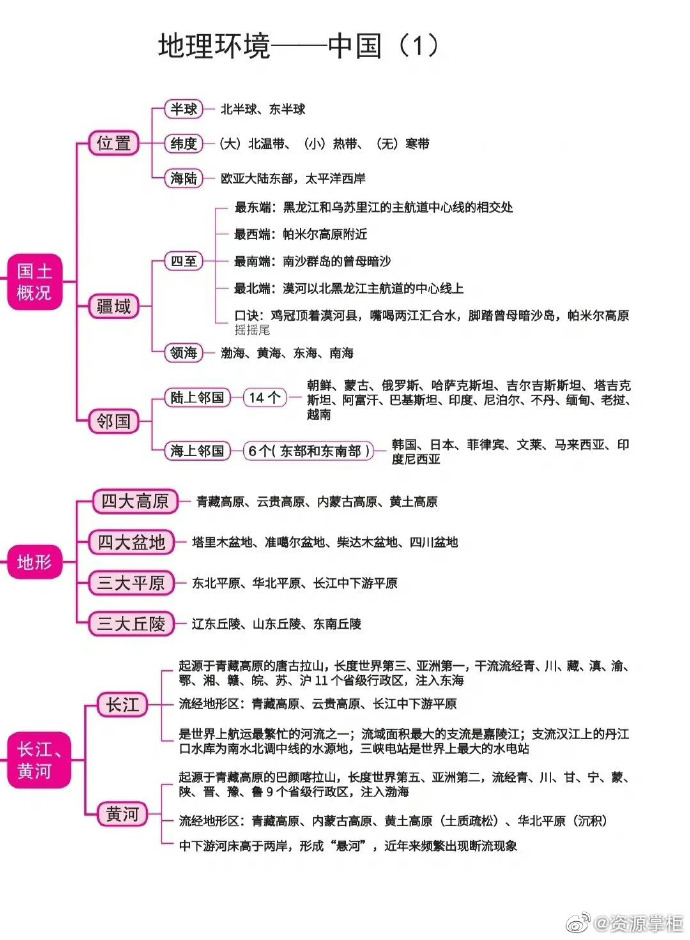 地理环境——中国（1）
国土
概况
位置
半球
北半球、东半球
纬度
（大）北温带、（小）热带、（无）寒带
海陆
欧亚大陆东部，太平洋西岸
疆域
四至
最东端：黑龙江和乌苏里江的主航道中心线的相交处
最西端：帕米尔高原附近
最南端：南沙群岛的曾母暗沙
最北端：漠河以北黑龙江主航道的中心线上
口诀：鸡冠顶着漠河县，嘴喝两江汇合水，脚踏曾母暗沙岛，帕米尔高原
摇摇尾
领海
渤海、黄海、东海、南海
邻国
陆上邻国
14个
朝鲜、蒙古、俄罗斯、哈萨克斯坦、吉尔吉斯斯坦、塔吉克
斯坦、阿富汗、巴基斯坦、印度、尼泊尔、不丹、缅甸、老挝、
越南
海上邻国
6个（东部和东南部）
韩国、日本、菲律宾、文莱、马来西亚、印
度尼西亚
地形
四大高原
青藏高原、云贵高原、内蒙古高原、黄土高原
四大盆地
塔里木盆地、准噶尔盆地、柴达木盆地、四川盆地
三大平原
东北平原、华北平原、长江中下游平原
三大丘陵
辽东丘陵、山东丘陵、东南丘陵
长江、
黄河
长江
起源于青藏高原的唐古拉山，长度世界第三、亚洲第一，干流流经青、川、藏、滇、渝、
鄂、湘、赣、皖、苏、沪11个省级行政区，注入东海
流经地形区：青藏高原、云贵高原、长江中下游平原
是世界上航运最繁忙的河流之一；流域面积最大的支流是嘉陵江；支流汉江上的丹江
口水库为南水北调中线的水源地，三峡电站是世界上最大的水电站
黄河
起源于青藏高原的巴颜喀拉山，长度世界第五、亚洲第二，流经青、川、甘、宁、蒙、
陕、晋、豫、鲁9个省级行政区，注入渤海
流经地形区：青藏高原、内蒙古高原、黄土高原（土质疏松）、华北平原（沉积）
中下游河床高于两岸，形成“悬河”，近年来频繁出现断流现象
@资源掌柜